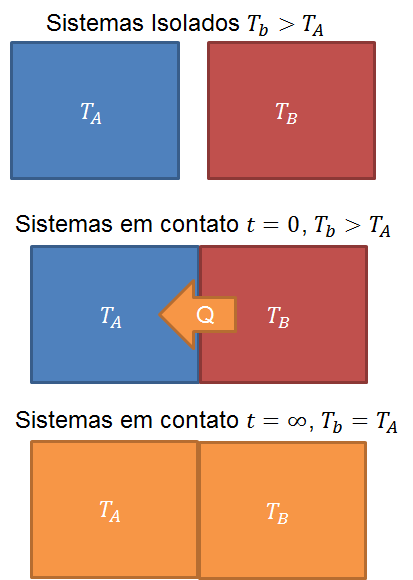 Sistemas Isolados $T_b > T_A$
$T_A$ $T_B$
Sistemas em contato $t = 0$, $T_b > T_A$
$T_A$ Q $T_B$
Sistemas em contato $t = \infty$, $T_b = T_A$
$T_A$ $T_B$